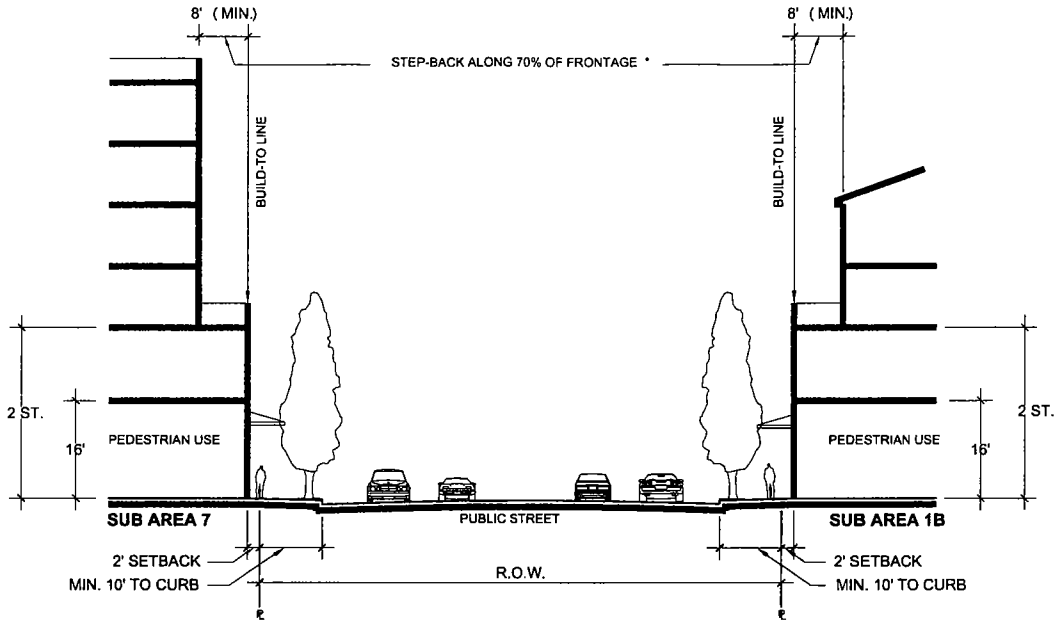 8' (MIN.)
8' (MIN.)
STEP-BACK ALONG 70% OF FRONTAGE *
BUILD-TO LINE
BUILD-TO LINE
2 ST.
16'
PEDESTRIAN USE
PEDESTRIAN USE
16'
2 ST.
SUB AREA 7
PUBLIC STREET
SUB AREA 1B
2' SETBACK
2' SETBACK
MIN. 10' TO CURB
R.O.W.
MIN. 10' TO CURB
℄
℄